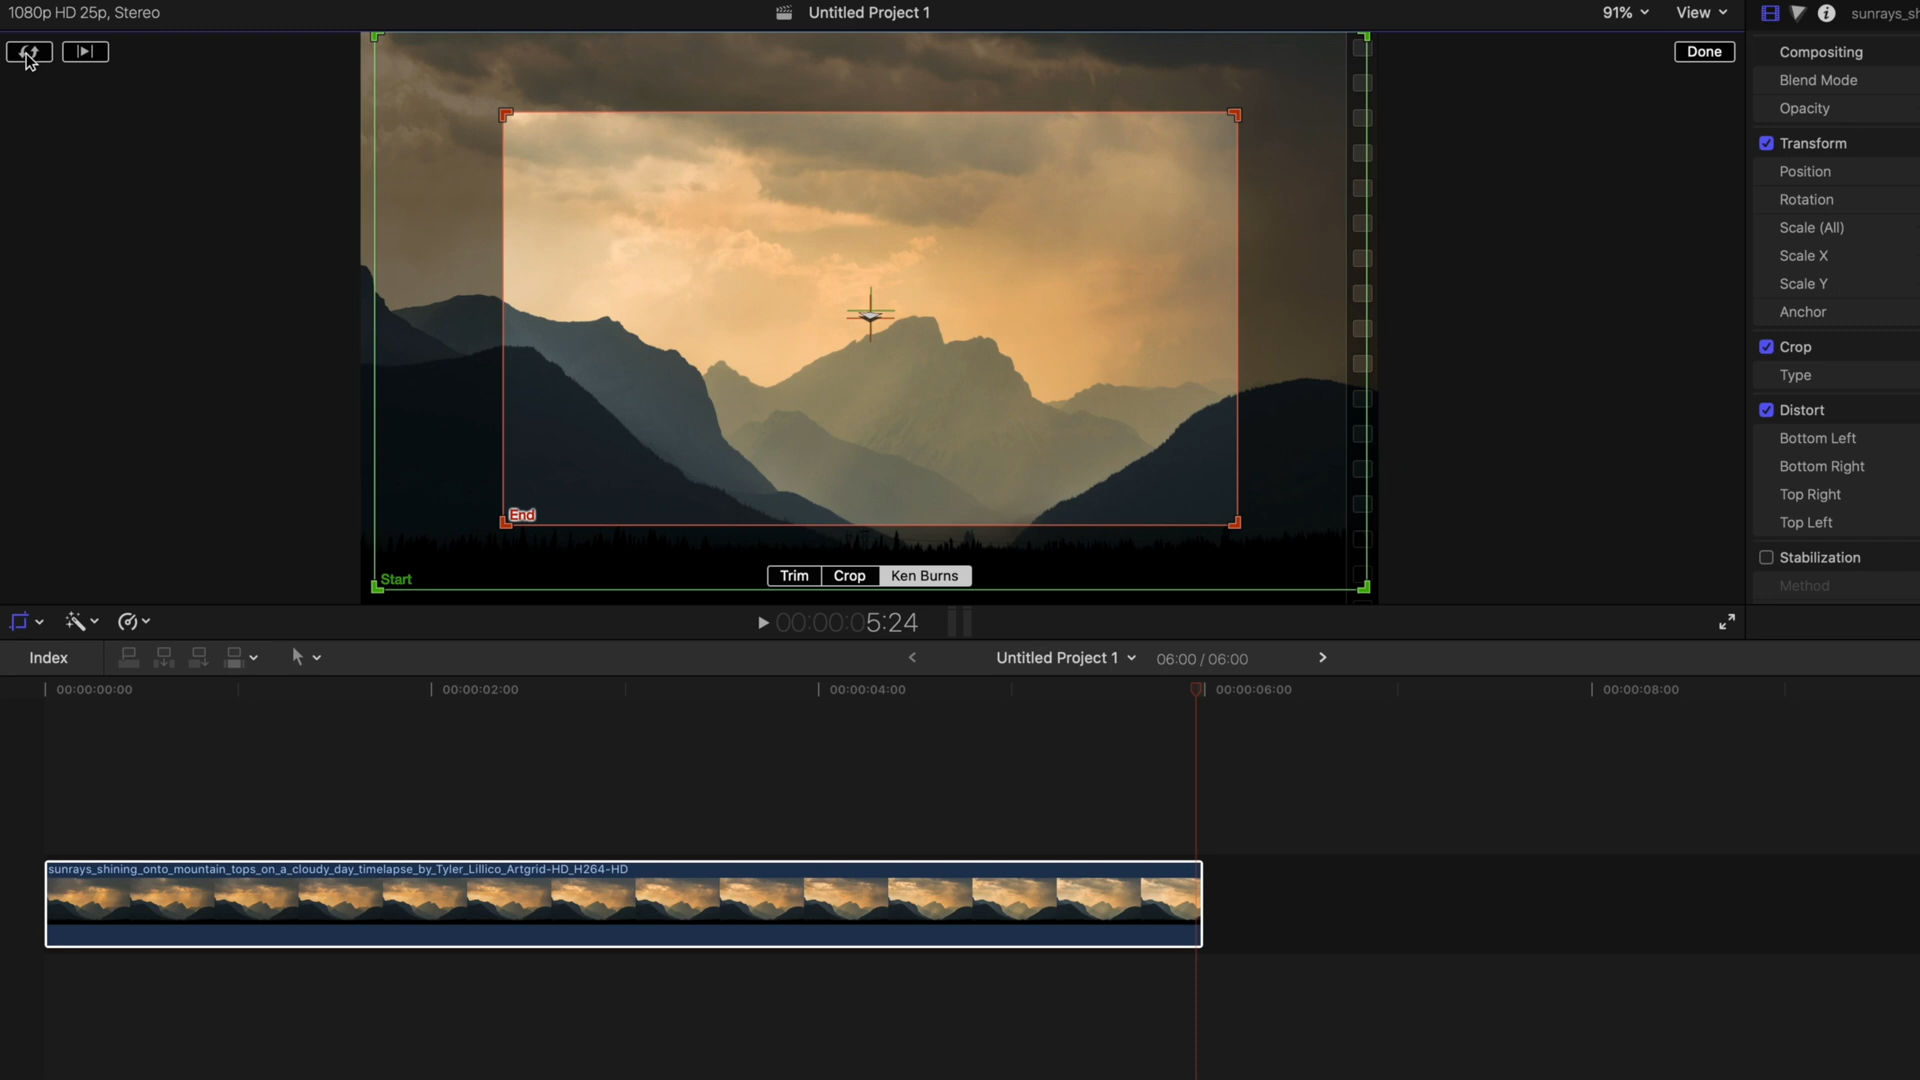 1080p HD 25p, Stereo
Untitled Project 1
91%
View
sunrays_sh
Done
Compositing
Blend Mode
Opacity
Transform
Position
Rotation
Scale (All)
Scale X
Scale Y
Anchor
Crop
Type
Distort
Bottom Left
Bottom Right
Top Right
Top Left
Stabilization
Method
End
Start
Trim
Crop
Ken Burns
00:00:05:24
Index
Untitled Project 1
06:00 / 06:00
00:00:00:00
00:00:02:00
00:00:04:00
00:00:06:00
00:00:08:00
sunrays_shining_onto_mountain_tops_on_a_cloudy_day_timelapse_by_Tyler_Lillico_Artgrid-HD_H264-HD